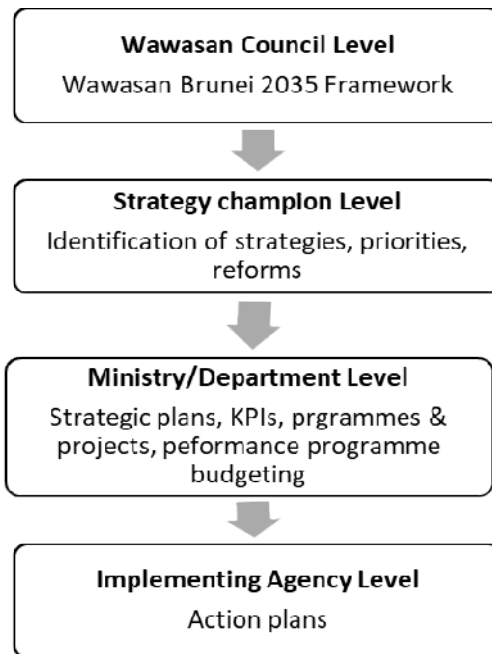 Wawasan Council Level
Wawasan Brunei 2035 Framework
Strategy champion Level
Identification of strategies, priorities,
reforms
Ministry/Department Level
Strategic plans, KPIs, prgrammes &
projects, peformance programme
budgeting
Implementing Agency Level
Action plans